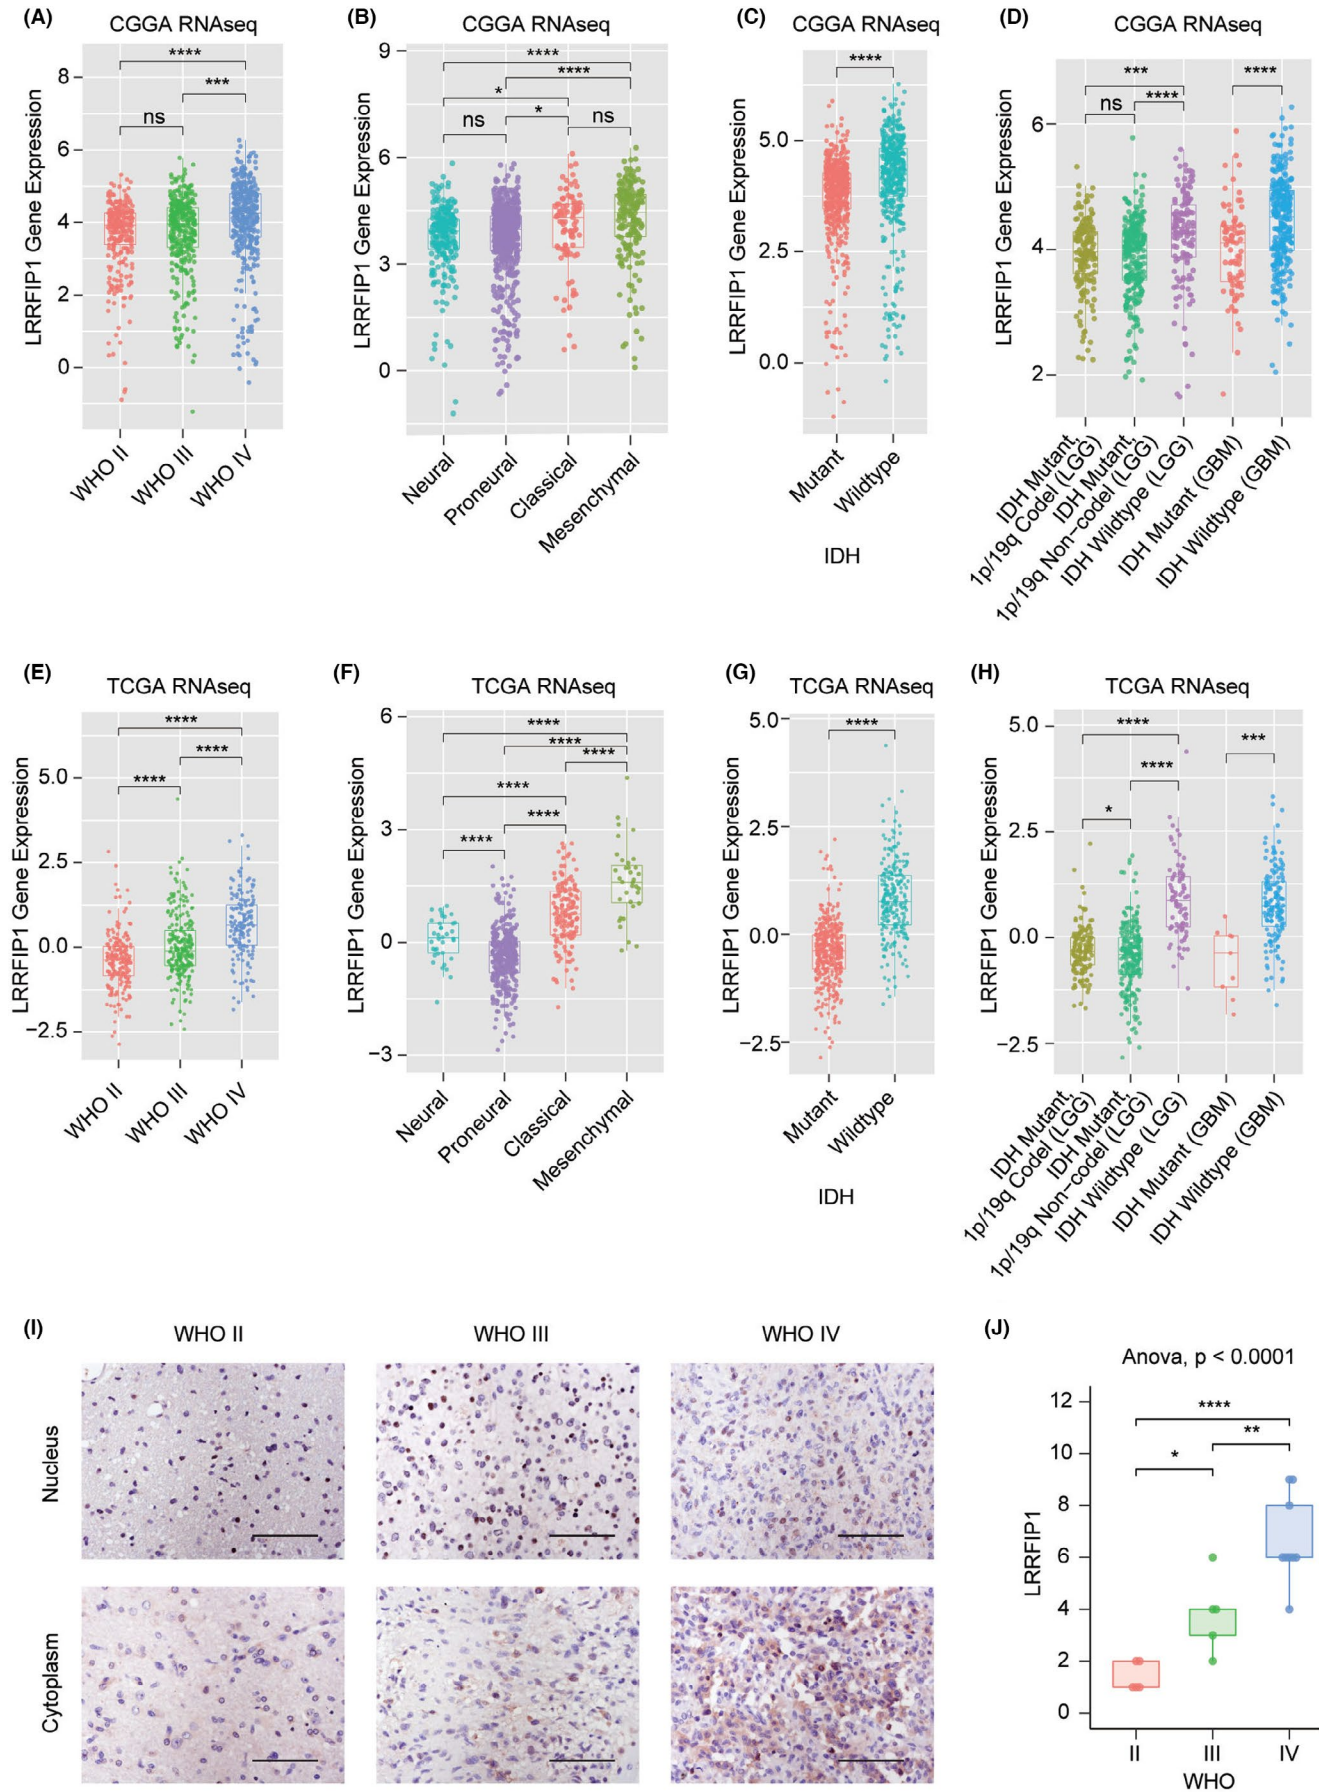 (A)
CGGA RNAseq
LRRFIP1 Gene Expression
8
6
4
2
0
****
***
ns
WHO II
WHO III
WHO IV
(B)
CGGA RNAseq
LRRFIP1 Gene Expression
9
6
3
0
****
****
*
*
ns
ns
Neural
Proneural
Classical
Mesenchymal
(C)
CGGA RNAseq
LRRFIP1 Gene Expression
5.0
2.5
0.0
****
Mutant
Wildtype
IDH
(D)
CGGA RNAseq
LRRFIP1 Gene Expression
6
4
2
***
****
ns
****
IDH Mutant,
1p/19q Codel (LGG)
IDH Mutant,
1p/19q Non−codel (LGG)
IDH Wildtype (LGG)
IDH Mutant (GBM)
IDH Wildtype (GBM)
(E)
TCGA RNAseq
LRRFIP1 Gene Expression
5.0
2.5
0.0
−2.5
****
****
****
WHO II
WHO III
WHO IV
(F)
TCGA RNAseq
LRRFIP1 Gene Expression
6
3
0
−3
****
****
****
****
****
****
Neural
Proneural
Classical
Mesenchymal
(G)
TCGA RNAseq
LRRFIP1 Gene Expression
5.0
2.5
0.0
−2.5
****
Mutant
Wildtype
IDH
(H)
TCGA RNAseq
LRRFIP1 Gene Expression
5.0
2.5
0.0
−2.5
****
***
****
*
IDH Mutant,
1p/19q Codel (LGG)
IDH Mutant,
1p/19q Non−codel (LGG)
IDH Wildtype (LGG)
IDH Mutant (GBM)
IDH Wildtype (GBM)
(I)
WHO II
WHO III
WHO IV
Nucleus
Cytoplasm
(J)
Anova, p < 0.0001
LRRFIP1
12
10
8
6
4
2
0
****
**
*
II
III
IV
WHO